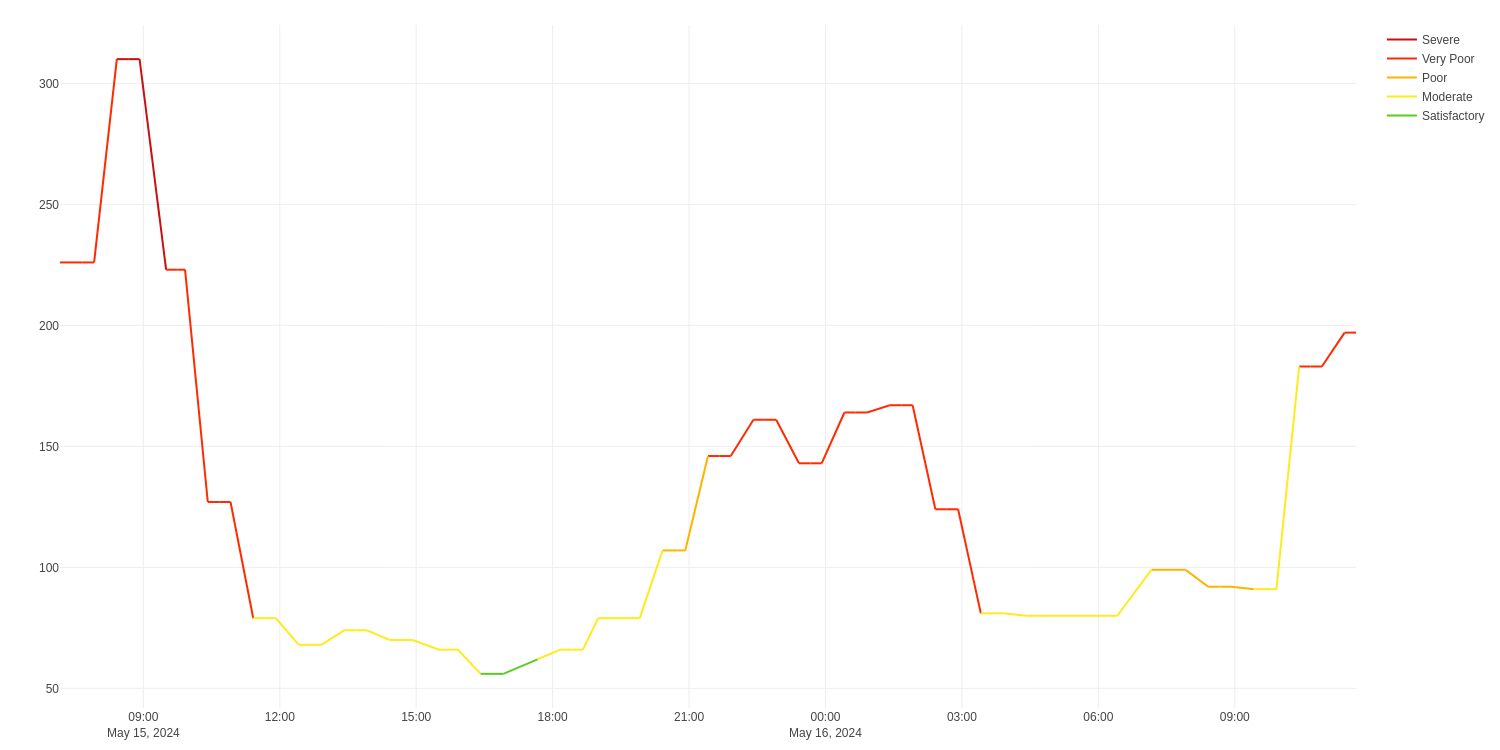 300
250
200
150
100
50
09:00
May 15, 2024
12:00
15:00
18:00
21:00
00:00
May 16, 2024
03:00
06:00
09:00
Severe
Very Poor
Poor
Moderate
Satisfactory